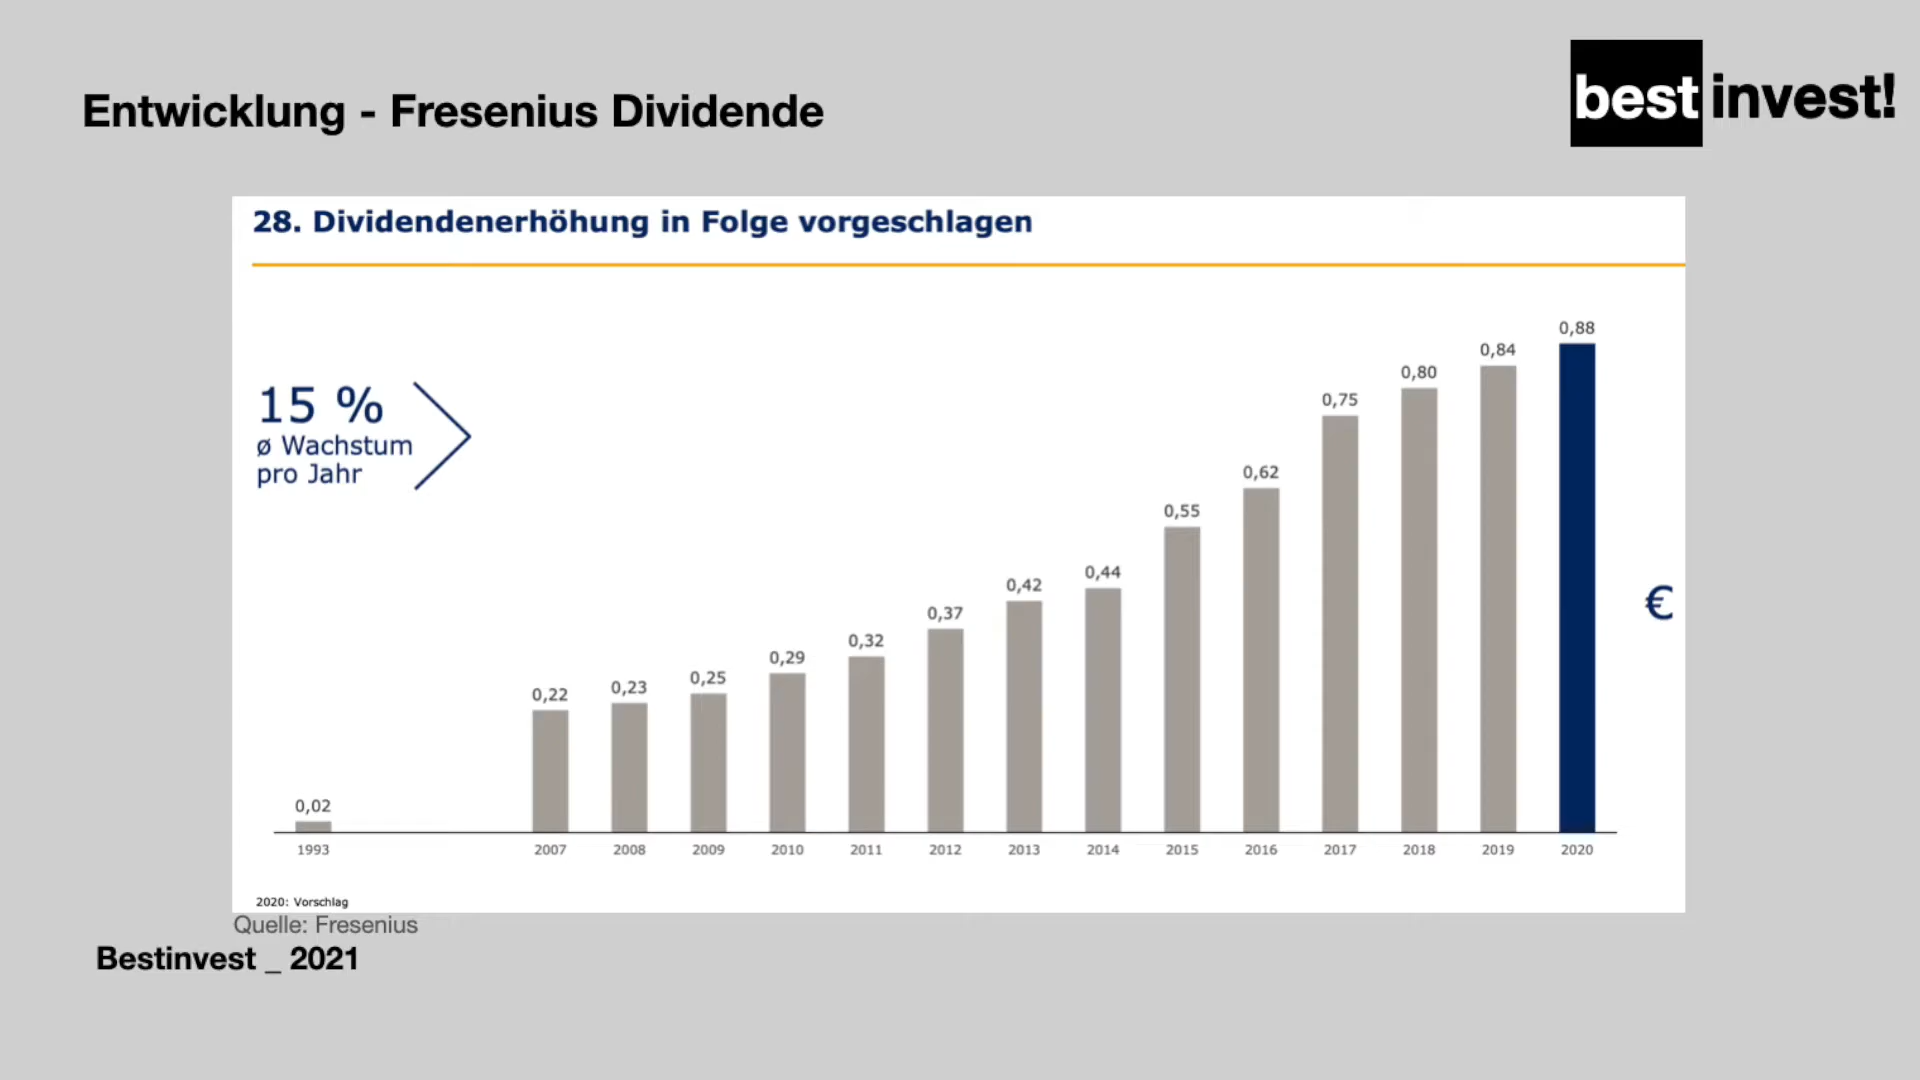 Entwicklung - Fresenius Dividende
best invest!
28. Dividendenerhöhung in Folge vorgeschlagen
15 %
ø Wachstum
pro Jahr
0,02
0,22
0,23
0,25
0,29
0,32
0,37
0,42
0,44
0,55
0,62
0,75
0,80
0,84
0,88
€
1993 2007 2008 2009 2010 2011 2012 2013 2014 2015 2016 2017 2018 2019 2020
2020: Vorschlag
Quelle: Fresenius
Bestinvest _ 2021